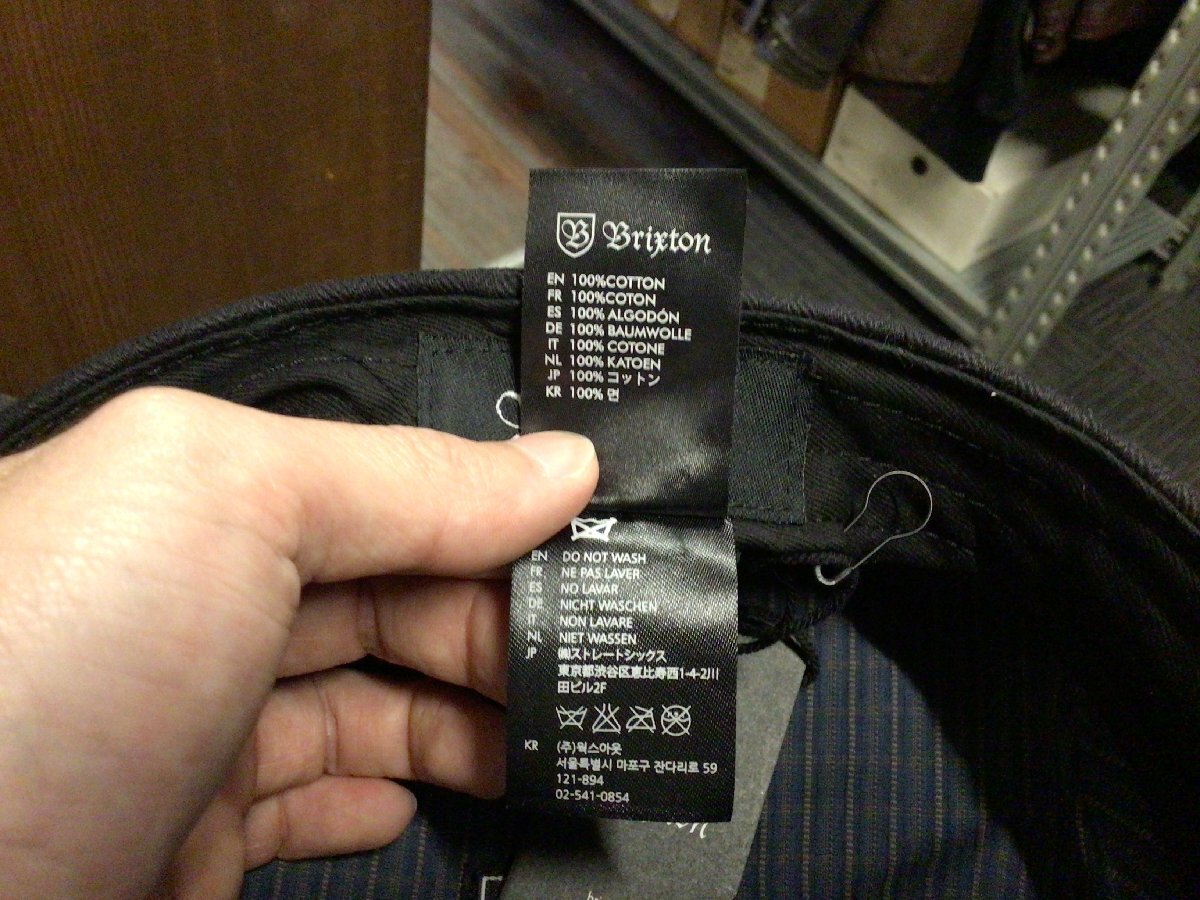 B Brixton
EN 100%COTTON
FR 100%COTON
ES 100% ALGODÓN
DE 100% BAUMWOLLE
IT 100% COTONE
NL 100% KATOEN
JP 100% コットン
KR 100% 면
EN DO NOT WASH
FR NE PAS LAVER
ES NO LAVAR
DE NICHT WASCHEN
IT NON LAVARE
NL NIET WASSEN
JP ㈱ストレートシックス
東京都渋谷区恵比寿西1-4-2川
田ビル2F
KR (주)웍스아웃
서울특별시 마포구 잔다리로 59
121-894
02-541-0854